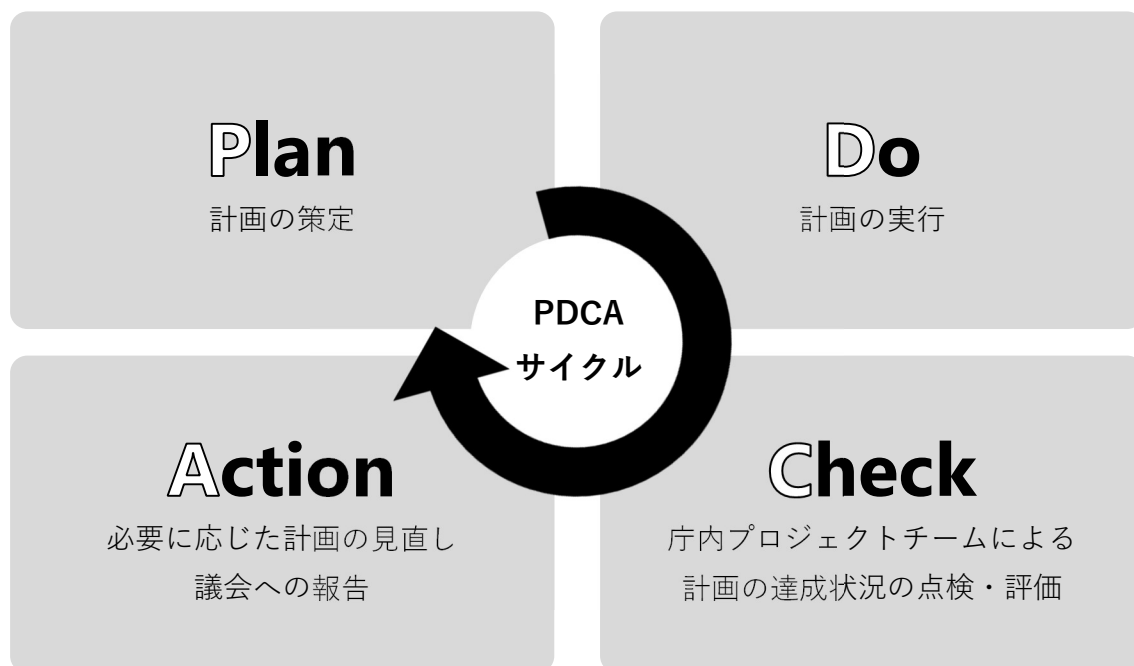 Plan
計画の策定
Do
計画の実行
PDCA
サイクル
Action
必要に応じた計画の見直し
議会への報告
Check
庁内プロジェクトチームによる
計画の達成状況の点検・評価